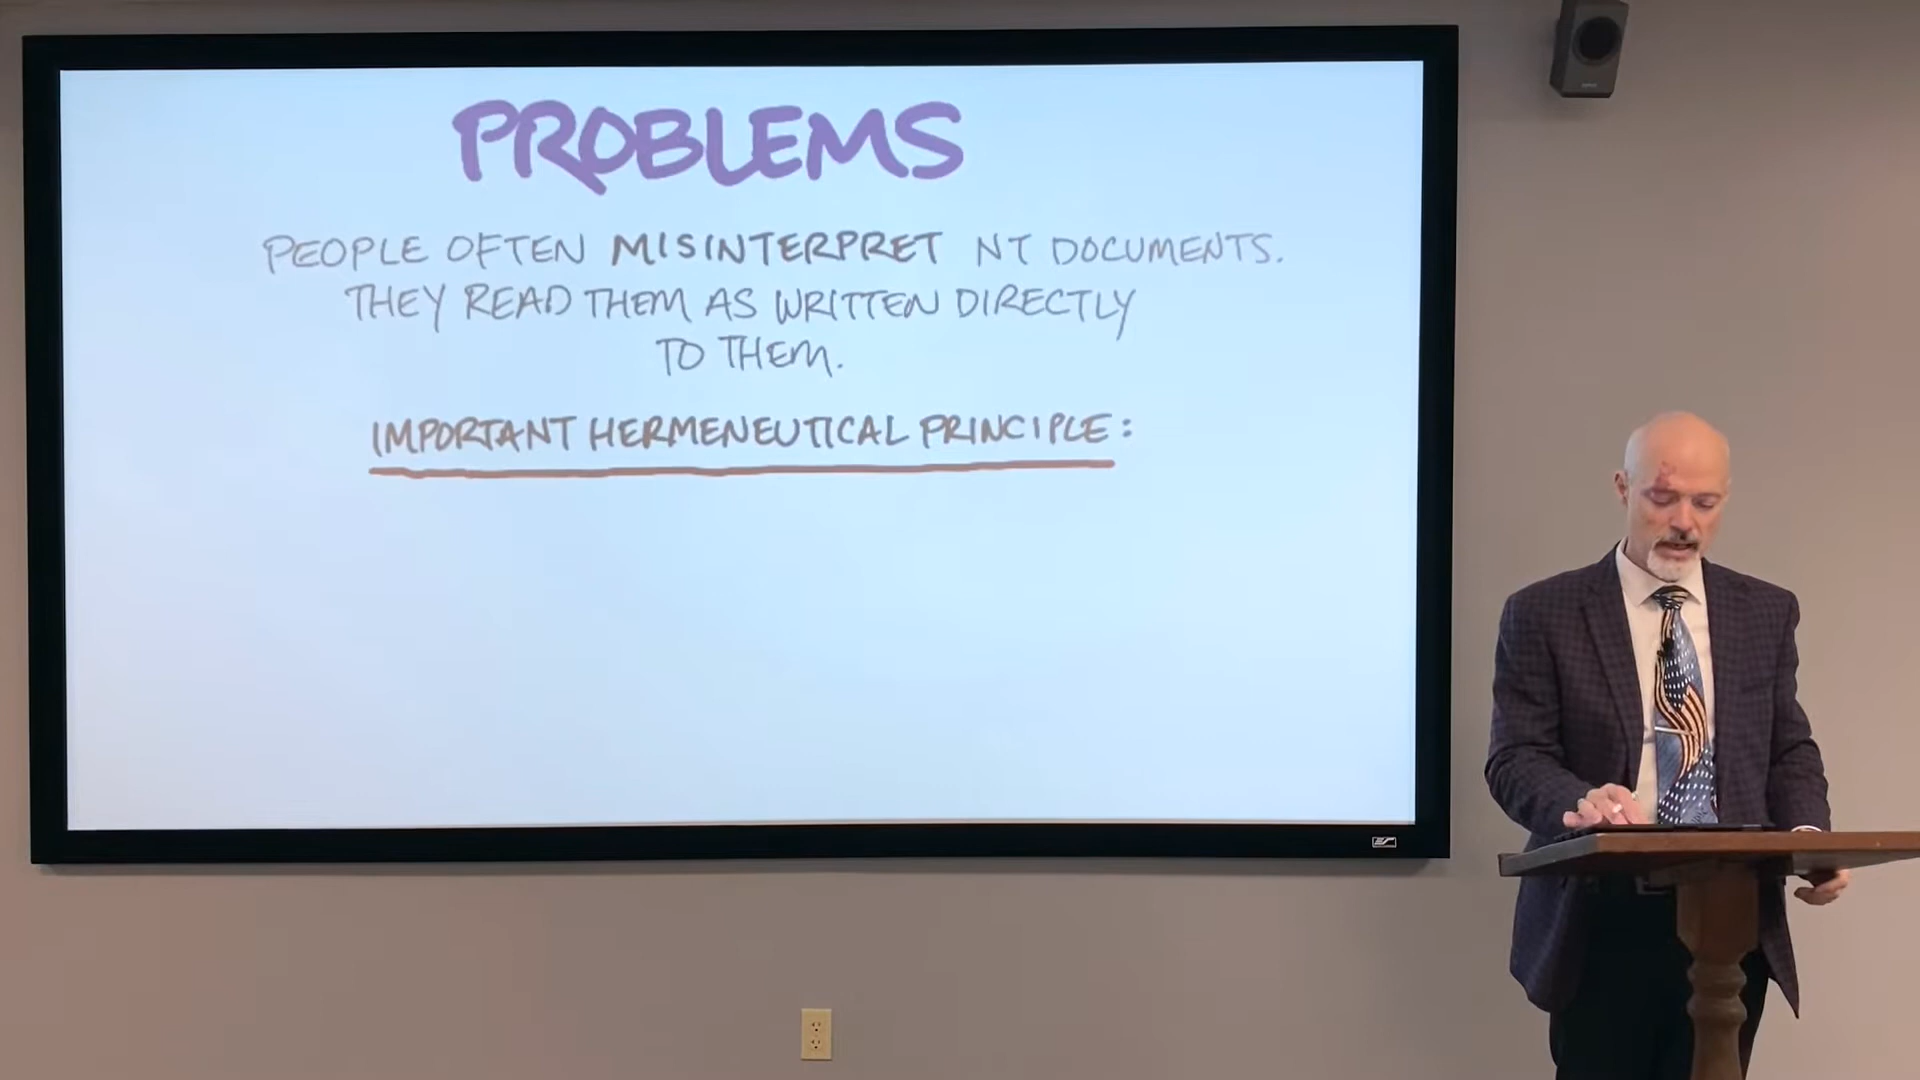 PROBLEMS
PEOPLE OFTEN MISINTERPRET NT DOCUMENTS.
THEY READ THEM AS WRITTEN DIRECTLY
TO THEM.
IMPORTANT HERMENEUTICAL PRINCIPLE: